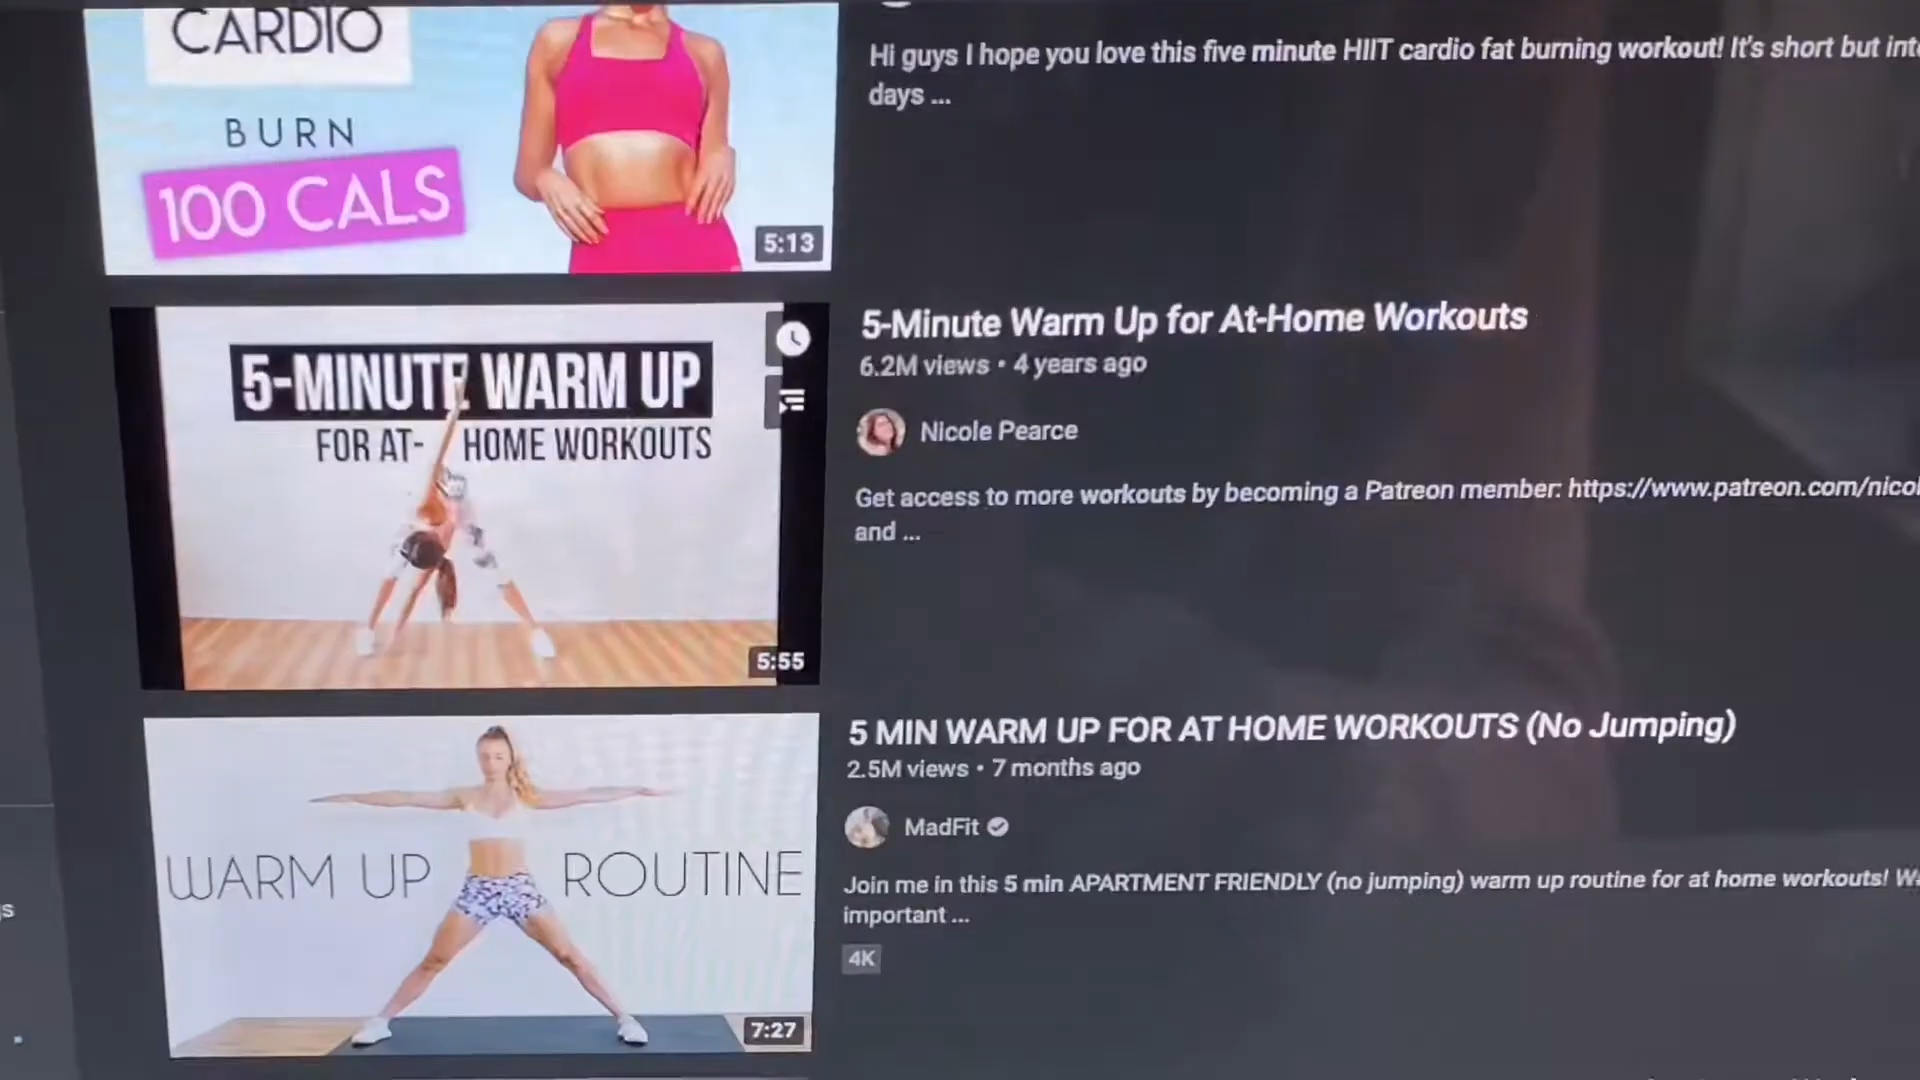 CARDIO
BURN
100 CALS
5:13
Hi guys I hope you love this five minute HIIT cardio fat burning workout! It's short but
days ...
5-MINUTE WARM UP
FOR AT- HOME WORKOUTS
5:55
5-Minute Warm Up for At-Home Workouts
6.2M views • 4 years ago
Nicole Pearce
Get access to more workouts by becoming a Patreon member: https://www.patreon.com/nicol
and ...
WARM UP ROUTINE
7:27
5 MIN WARM UP FOR AT HOME WORKOUTS (No Jumping)
2.5M views • 7 months ago
MadFit
Join me in this 5 min APARTMENT FRIENDLY (no jumping) warm up routine for at home workouts!
important ...
4K